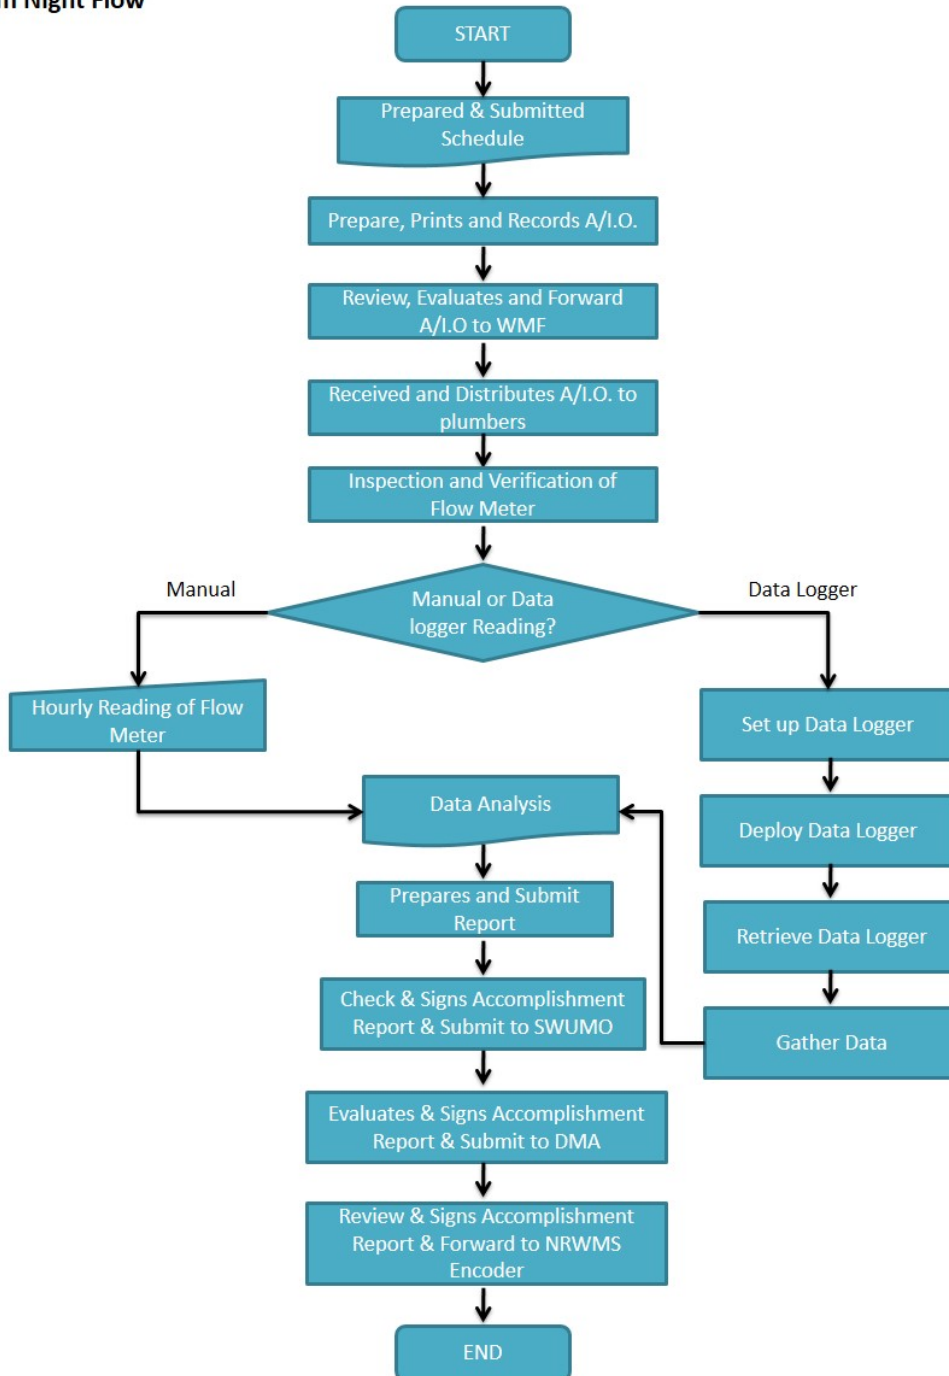 Night Flow
START
Prepared & Submitted
Schedule
Prepare, Prints and Records A/I.O.
Review, Evaluates and Forward
A/I.O to WMF
Received and Distributes A/I.O. to
plumbers
Inspection and Verification of
Flow Meter
Manual
Manual or Data
logger Reading?
Data Logger
Hourly Reading of Flow
Meter
Set up Data Logger
Data Analysis
Deploy Data Logger
Prepares and Submit
Report
Retrieve Data Logger
Check & Signs Accomplishment
Report & Submit to SWUMO
Gather Data
Evaluates & Signs Accomplishment
Report & Submit to DMA
Review & Signs Accomplishment
Report & Forward to NRWMS
Encoder
END